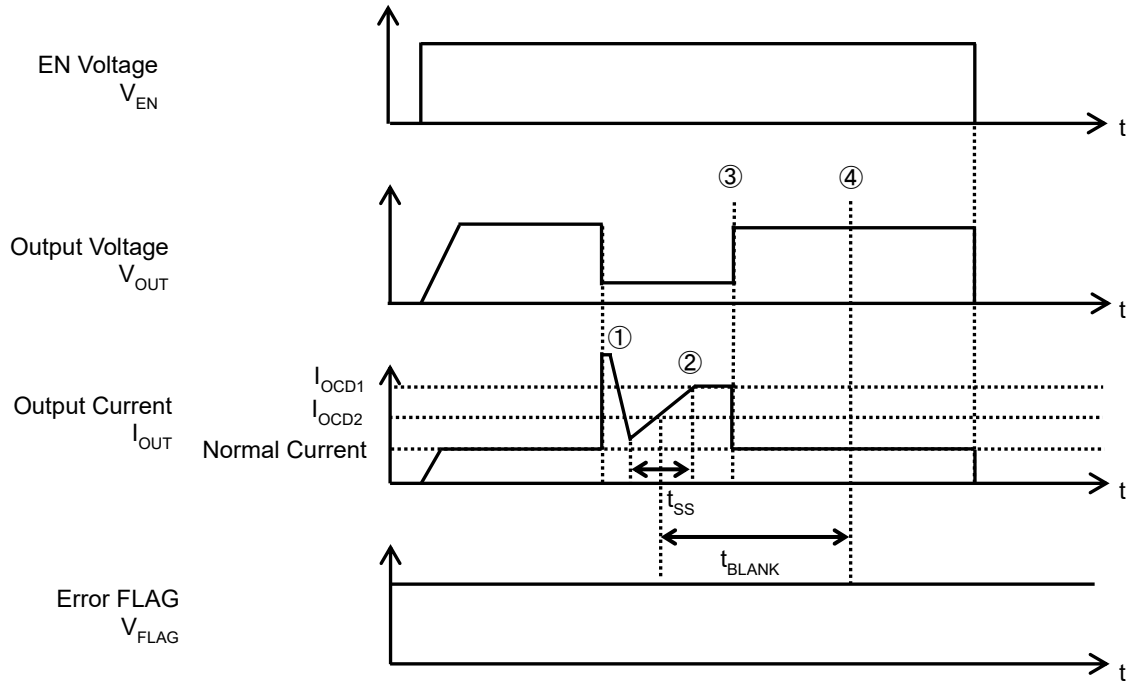 EN Voltage
V_EN
t
③
④
Output Voltage
V_OUT
t
①
②
I_OCD1
I_OCD2
Output Current
I_OUT
Normal Current
t_SS
t
t_BLANK
Error FLAG
V_FLAG
t